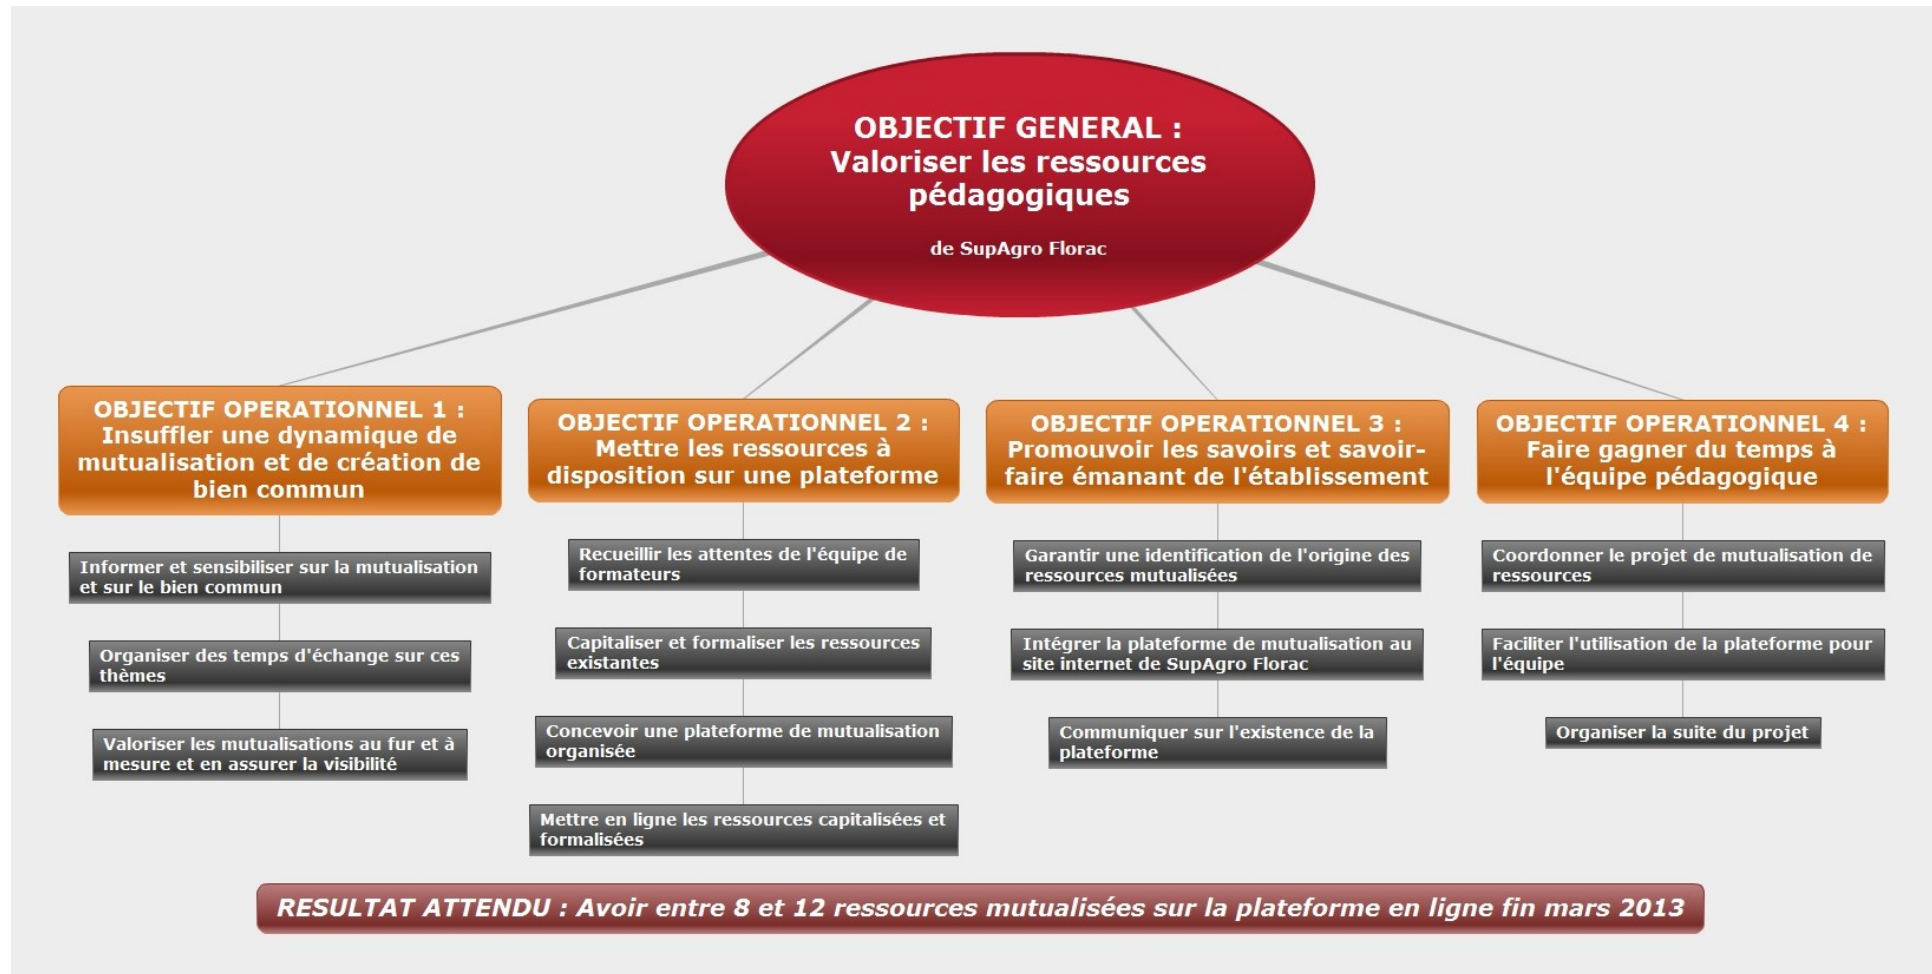 OBJECTIF GENERAL :
Valoriser les ressources
pédagogiques
de SupAgro Florac
OBJECTIF OPERATIONNEL 1 :
Insuffler une dynamique de
mutualisation et de création de
bien commun
Informer et sensibiliser sur la mutualisation
et sur le bien commun
Organiser des temps d'échange sur ces
thèmes
Valoriser les mutualisations au fur et à
mesure et en assurer la visibilité
OBJECTIF OPERATIONNEL 2 :
Mettre les ressources à
disposition sur une plateforme
Recueillir les attentes de l'équipe de
formateurs
Capitaliser et formaliser les ressources
existantes
Concevoir une plateforme de mutualisation
organisée
Mettre en ligne les ressources capitalisées et
formalisées
OBJECTIF OPERATIONNEL 3 :
Promouvoir les savoirs et savoir-
faire émanant de l'établissement
Garantir une identification de l'origine des
ressources mutualisées
Intégrer la plateforme de mutualisation au
site internet de SupAgro Florac
Communiquer sur l'existence de la
plateforme
OBJECTIF OPERATIONNEL 4 :
Faire gagner du temps à
l'équipe pédagogique
Coordonner le projet de mutualisation de
ressources
Faciliter l'utilisation de la plateforme pour
l'équipe
Organiser la suite du projet
RESULTAT ATTENDU : Avoir entre 8 et 12 ressources mutualisées sur la plateforme en ligne fin mars 2013